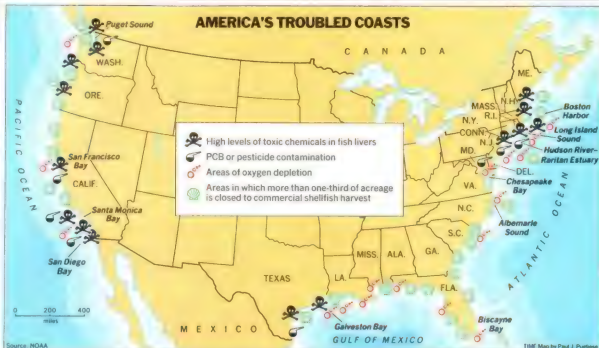 AMERICA'S TROUBLED COASTS
Puget Sound
CANADA
WASH.
ORE.
ME.
MASS.
N.H.
R.I.
N.Y.
CONN.
N.J.
MD.
DEL.
Boston
Harbor
Long Island
Sound
Hudson River-
Raritan Estuary
Chesapeake
Bay
VA.
N.C.
Albemarle
Sound
S.C.
PACIFIC OCEAN
San Francisco
Bay
CALIF.
Santa Monica
Bay
San Diego
Bay
High levels of toxic chemicals in fish livers
PCB or pesticide contamination
Areas of oxygen depletion
Areas in which more than one-third of acreage
is closed to commercial shellfish harvest
ATLANTIC OCEAN
TEXAS
LA.
MISS.
ALA.
GA.
FLA.
0 200 400
miles
MEXICO
Galveston Bay
GULF OF MEXICO
Biscayne
Bay
Source: NOAA
TIME Map by Paul J. Pugliese